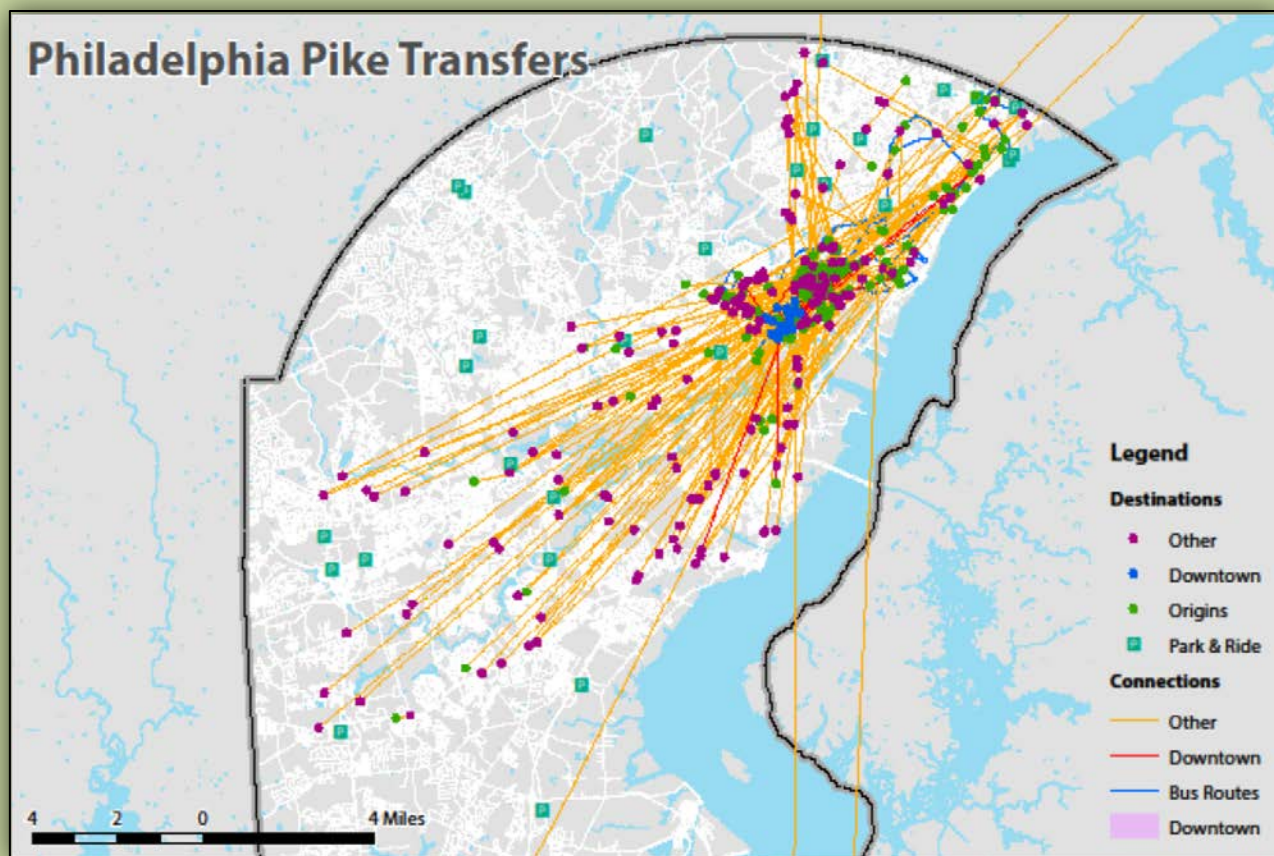 Philadelphia Pike Transfers
Legend
Destinations
Other
Downtown
Origins
P Park & Ride
Connections
Other
Downtown
Bus Routes
Downtown
4 2 0 4 Miles